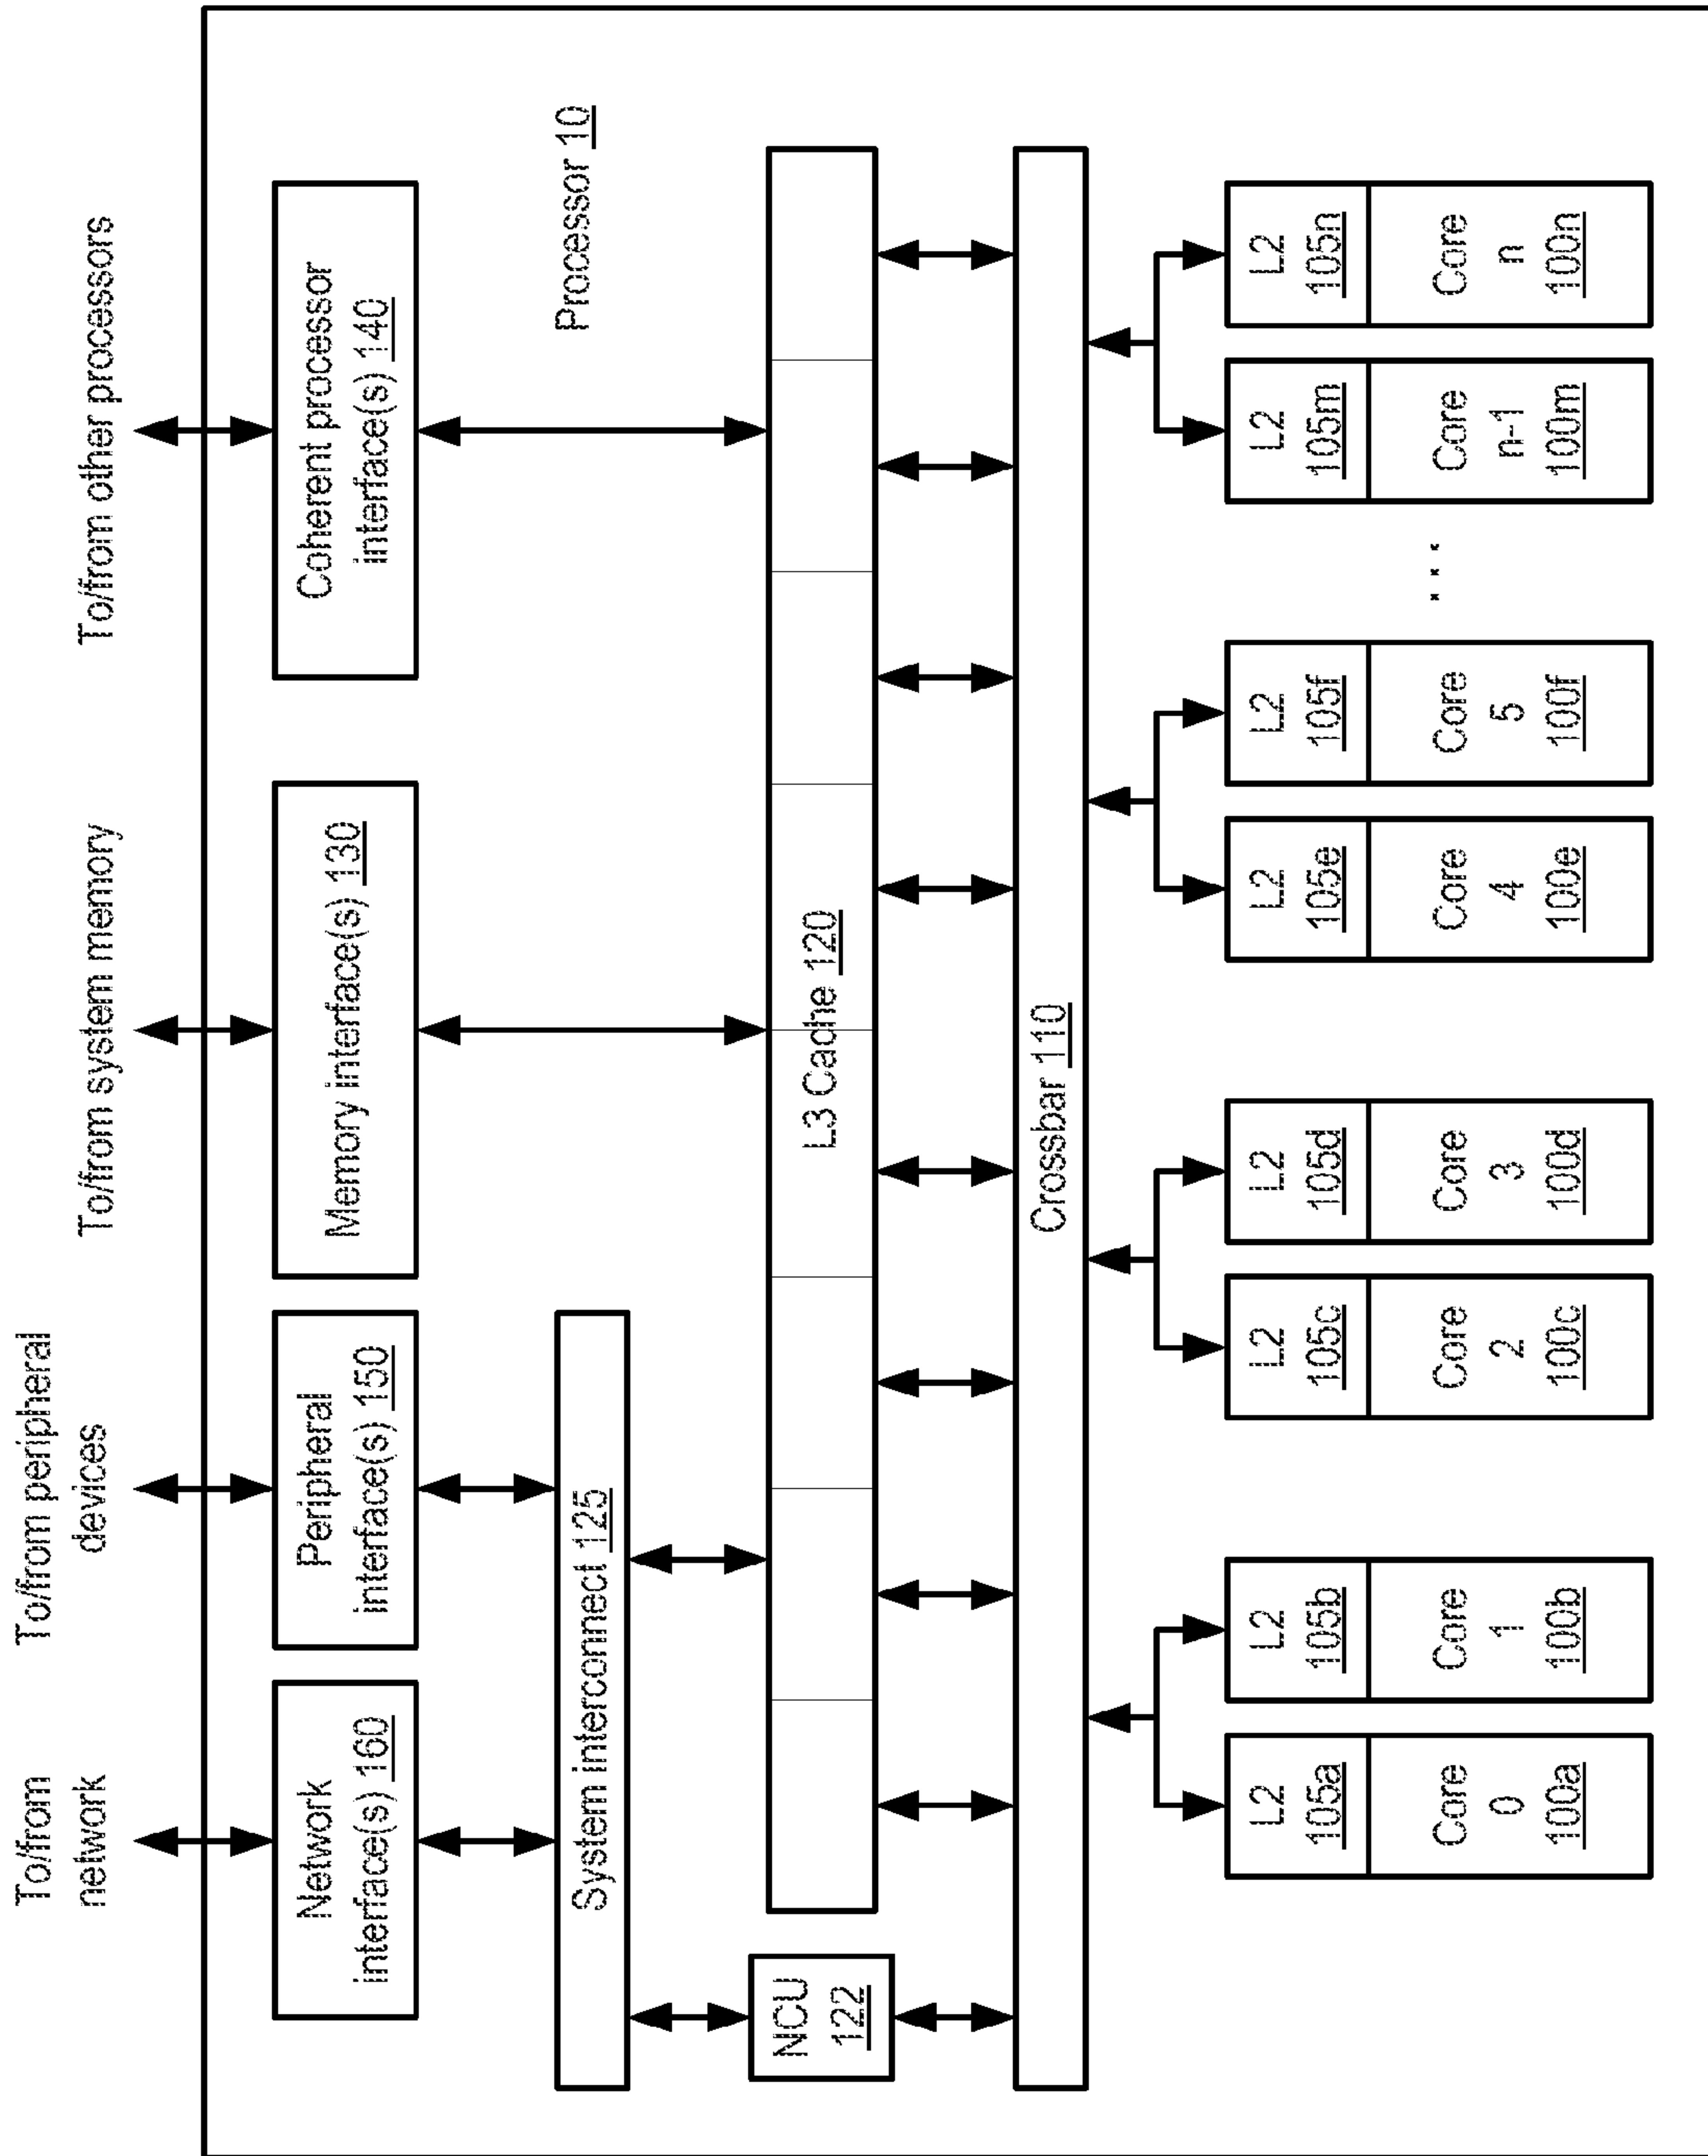 To/from
network
To/from peripheral
devices
To/from system memory
To/from other processors
Network
interface(s) 160
Peripheral
interface(s) 150
Memory interface(s) 130
Coherent processor
interface(s) 140
System interconnect 125
Processor 10
NCU
122
L3 Cache 120
Crossbar 110
L2
105a
Core
0
100a
L2
105b
Core
1
100b
L2
105c
Core
2
100c
L2
105d
Core
3
100d
L2
105e
Core
4
100e
L2
105f
Core
5
100f
...
L2
105m
Core
n-1
100m
L2
105n
Core
n
100n